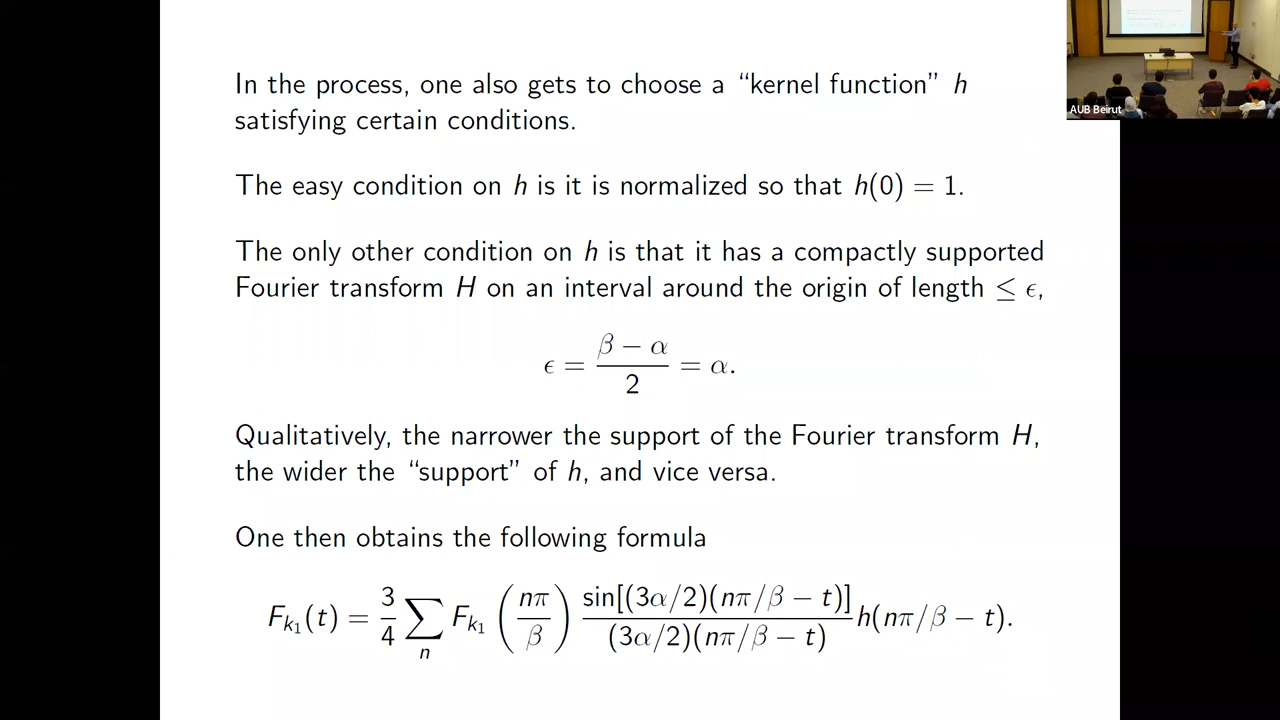 In the process, one also gets to choose a “kernel function” h
satisfying certain conditions.
The easy condition on h is it is normalized so that h(0) = 1.
The only other condition on h is that it has a compactly supported
Fourier transform H on an interval around the origin of length ≤ ϵ,
ϵ = (β − α)/2 = α.
Qualitatively, the narrower the support of the Fourier transform H,
the wider the “support” of h, and vice versa.
One then obtains the following formula
F_{k_1}(t) = 3/4 ∑_n F_{k_1}(nπ/β) sin[(3α/2)(nπ/β − t)]/((3α/2)(nπ/β − t)) h(nπ/β − t).
AUB Beirut